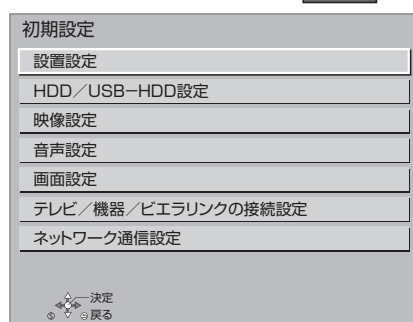 初期設定
設置設定
HDD／USB－HDD設定
映像設定
音声設定
画面設定
テレビ／機器／ビエラリンクの接続設定
ネットワーク通信設定
決定
Ⓢ 戻る